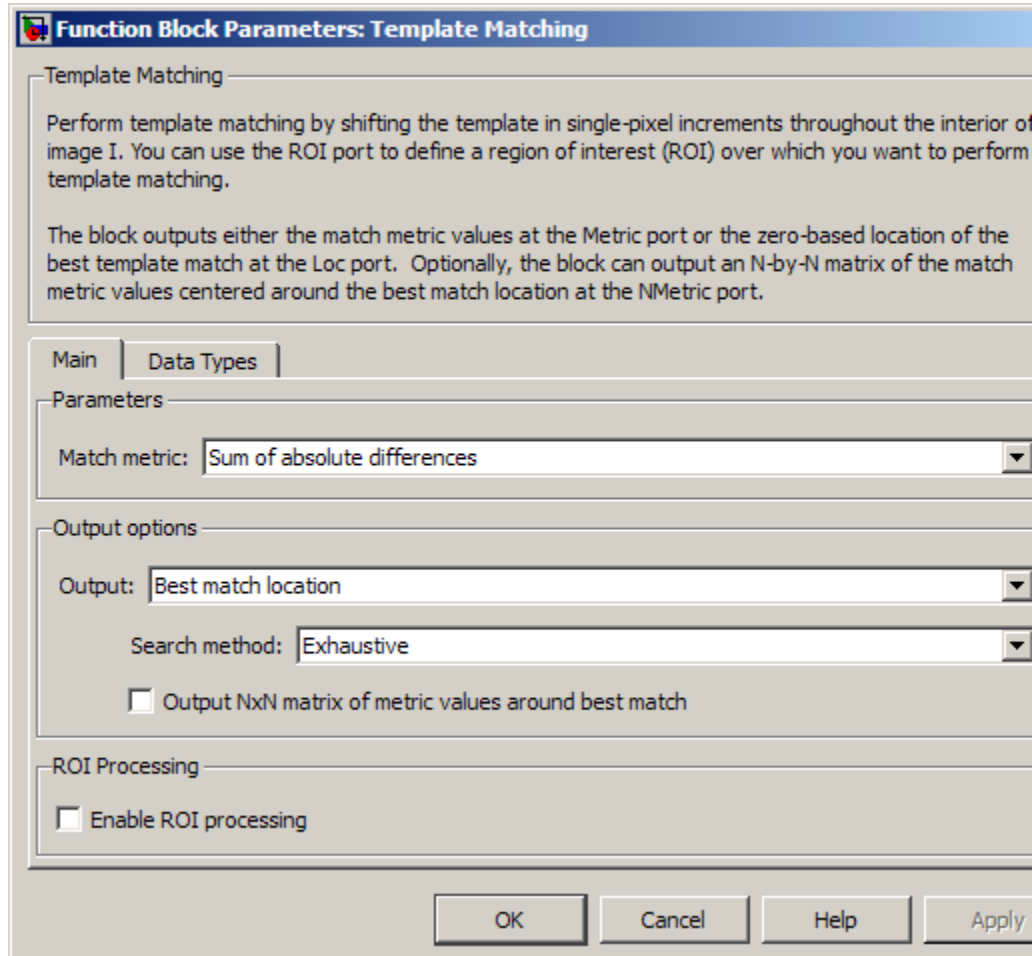 Function Block Parameters: Template Matching
Template Matching
Perform template matching by shifting the template in single-pixel increments throughout the interior of
image I. You can use the ROI port to define a region of interest (ROI) over which you want to perform
template matching.
The block outputs either the match metric values at the Metric port or the zero-based location of the
best template match at the Loc port.  Optionally, the block can output an N-by-N matrix of the match
metric values centered around the best match location at the NMetric port.
Main
Data Types
Parameters
Match metric: Sum of absolute differences
Output options
Output: Best match location
Search method: Exhaustive
Output NxN matrix of metric values around best match
ROI Processing
Enable ROI processing
OK
Cancel
Help
Apply